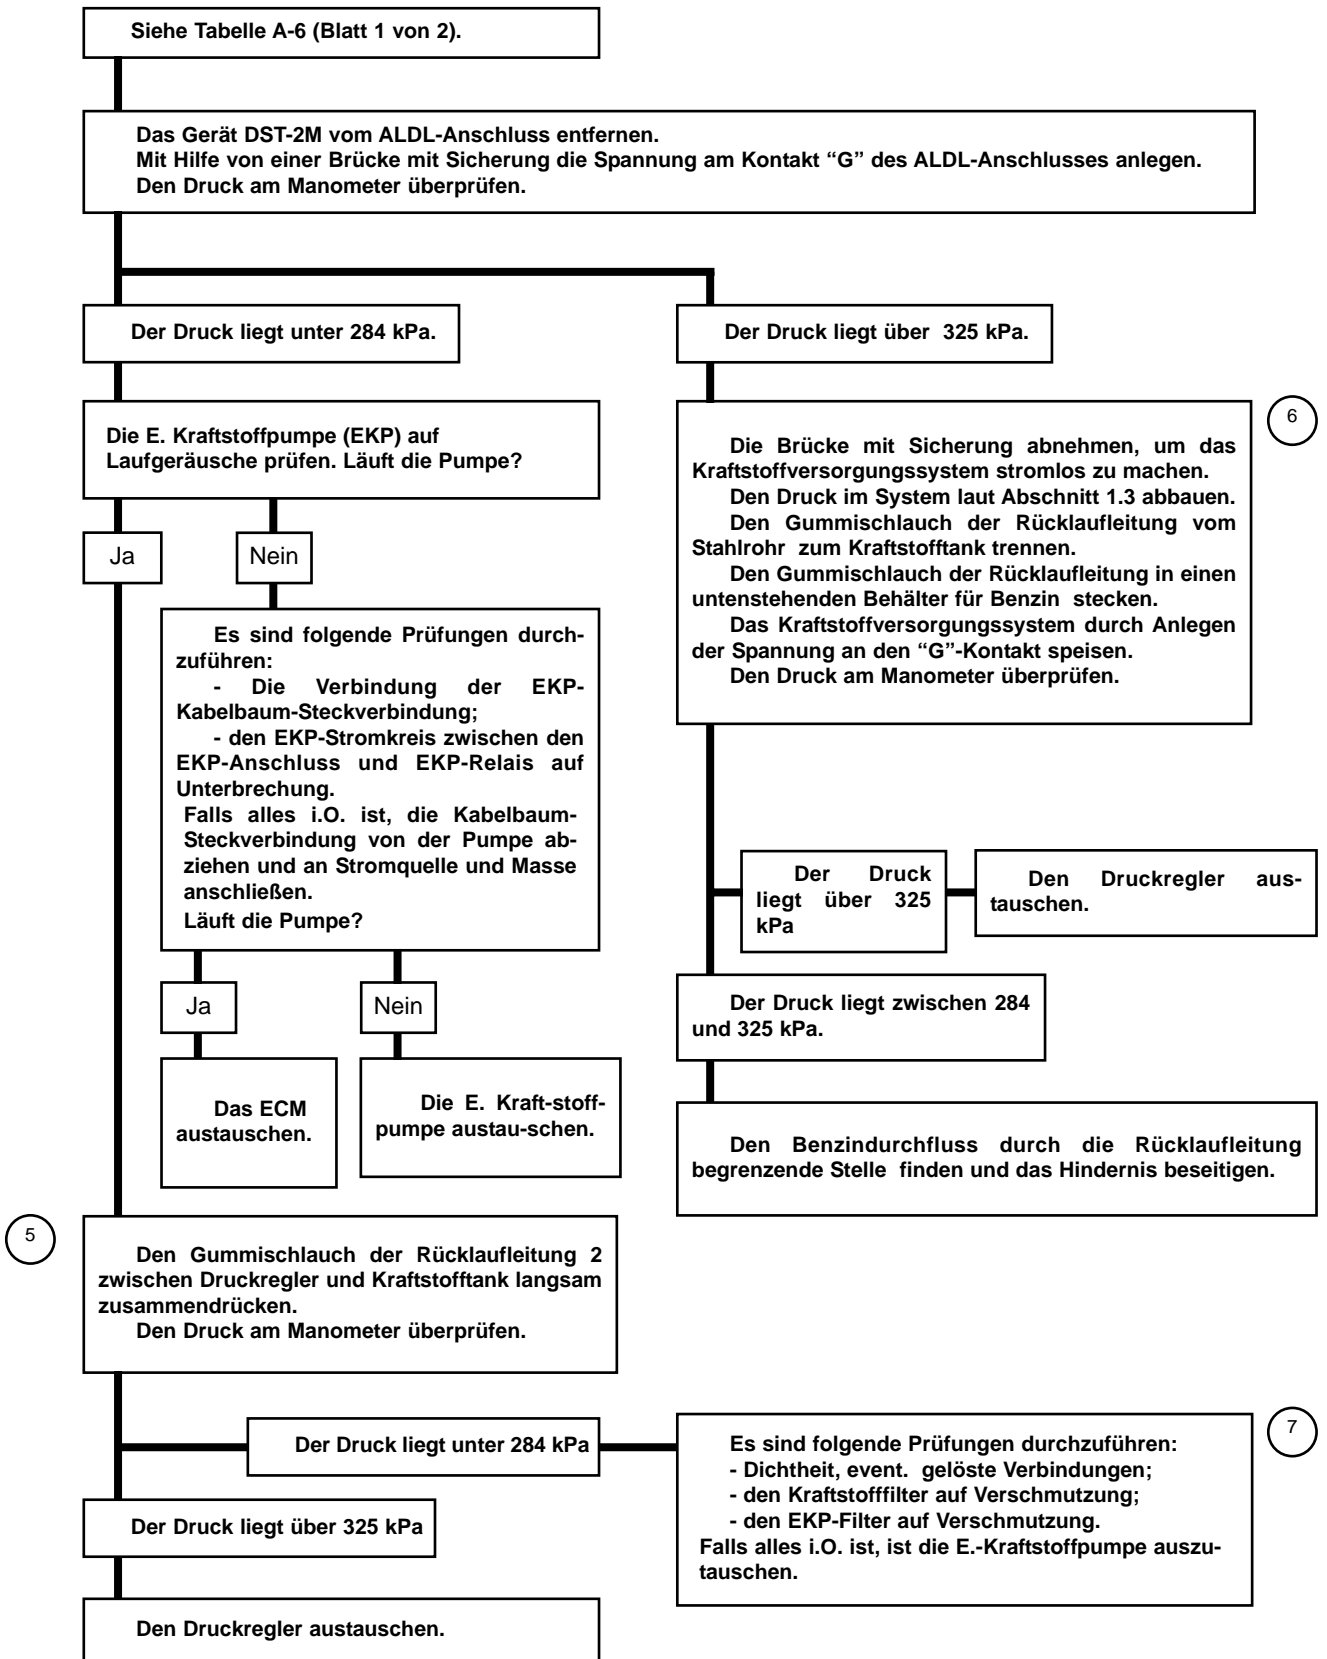 Siehe Tabelle A-6 (Blatt 1 von 2).
Das Gerät DST-2M vom ALDL-Anschluss entfernen.
Mit Hilfe von einer Brücke mit Sicherung die Spannung am Kontakt “G” des ALDL-Anschlusses anlegen.
Den Druck am Manometer überprüfen.
Der Druck liegt unter 284 kPa.
Der Druck liegt über 325 kPa.
Die E. Kraftstoffpumpe (EKP) auf
Laufgeräusche prüfen. Läuft die Pumpe?
Ja
Nein
Es sind folgende Prüfungen durch-
zuführen:
- Die Verbindung der EKP-
Kabelbaum-Steckverbindung;
- den EKP-Stromkreis zwischen den
EKP-Anschluss und EKP-Relais auf
Unterbrechung.
Falls alles i.O. ist, die Kabelbaum-
Steckverbindung von der Pumpe ab-
ziehen und an Stromquelle und Masse
anschließen.
Läuft die Pumpe?
Ja
Nein
Das ECM
austauschen.
Die E. Kraft-stoff-
pumpe austau-schen.
6
Die Brücke mit Sicherung abnehmen, um das
Kraftstoffversorgungssystem stromlos zu machen.
Den Druck im System laut Abschnitt 1.3 abbauen.
Den Gummischlauch der Rücklaufleitung vom
Stahlrohr zum Kraftstofftank trennen.
Den Gummischlauch der Rücklaufleitung in einen
untenstehenden Behälter für Benzin stecken.
Das Kraftstoffversorgungssystem durch Anlegen
der Spannung an den “G”-Kontakt speisen.
Den Druck am Manometer überprüfen.
Der Druck
liegt über 325
kPa
Den Druckregler aus-
tauschen.
Der Druck liegt zwischen 284
und 325 kPa.
Den Benzindurchfluss durch die Rücklaufleitung
begrenzende Stelle finden und das Hindernis beseitigen.
5
Den Gummischlauch der Rücklaufleitung 2
zwischen Druckregler und Kraftstofftank langsam
zusammendrücken.
Den Druck am Manometer überprüfen.
Der Druck liegt unter 284 kPa
7
Es sind folgende Prüfungen durchzuführen:
- Dichtheit, event. gelöste Verbindungen;
- den Kraftstofffilter auf Verschmutzung;
- den EKP-Filter auf Verschmutzung.
Falls alles i.O. ist, ist die E.-Kraftstoffpumpe auszu-
tauschen.
Der Druck liegt über 325 kPa
Den Druckregler austauschen.